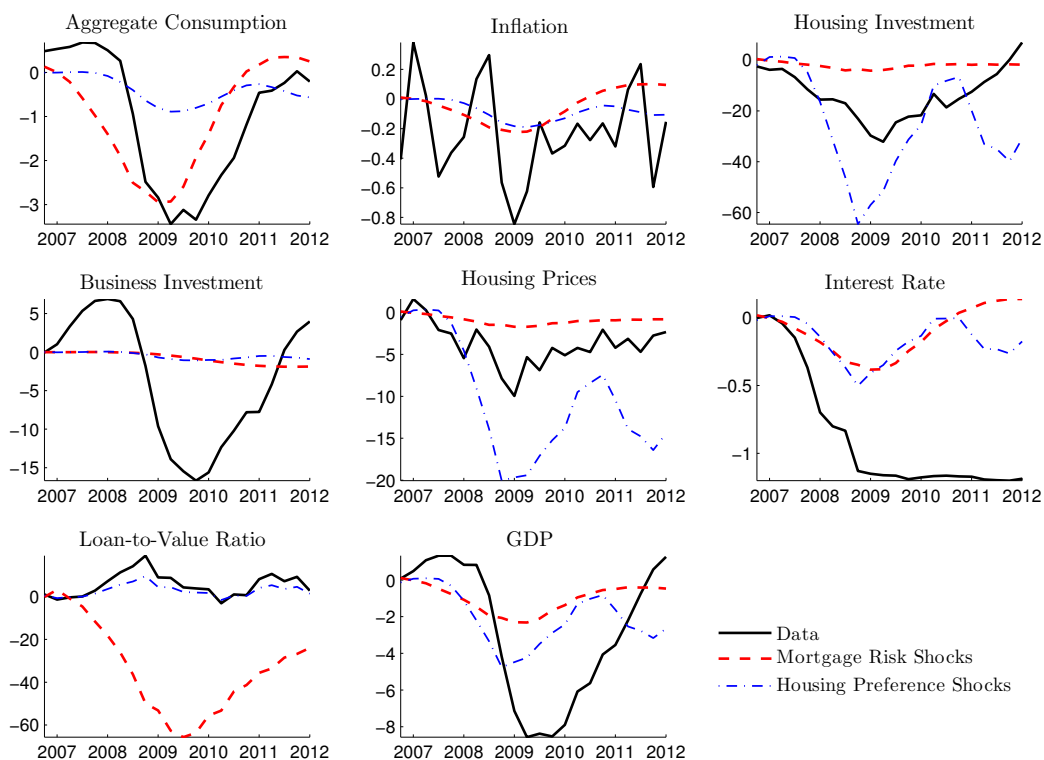 Aggregate Consumption
0
−1
−2
−3
2007 2008 2009 2010 2011 2012
Inflation
0.2
0
−0.2
−0.4
−0.6
−0.8
2007 2008 2009 2010 2011 2012
Housing Investment
0
−20
−40
−60
2007 2008 2009 2010 2011 2012
Business Investment
5
0
−5
−10
−15
2007 2008 2009 2010 2011 2012
Housing Prices
0
−5
−10
−15
−20
2007 2008 2009 2010 2011 2012
Interest Rate
0
−0.5
−1
2007 2008 2009 2010 2011 2012
Loan-to-Value Ratio
0
−20
−40
−60
2007 2008 2009 2010 2011 2012
GDP
0
−2
−4
−6
−8
2007 2008 2009 2010 2011 2012
Data
Mortgage Risk Shocks
Housing Preference Shocks